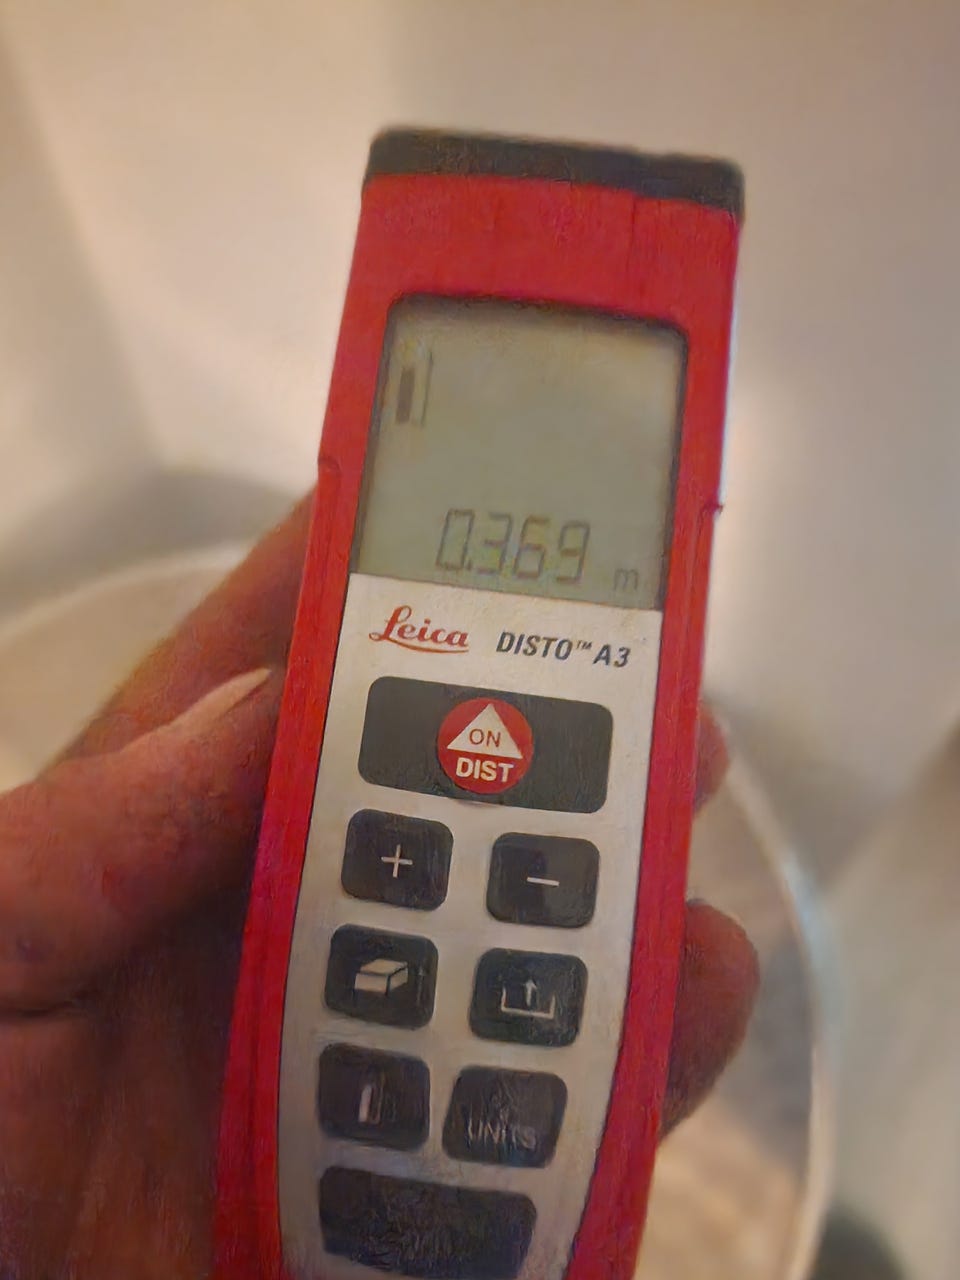 0.369 m
Leica DISTO™ A3
ON
DIST
+ −
UNITS